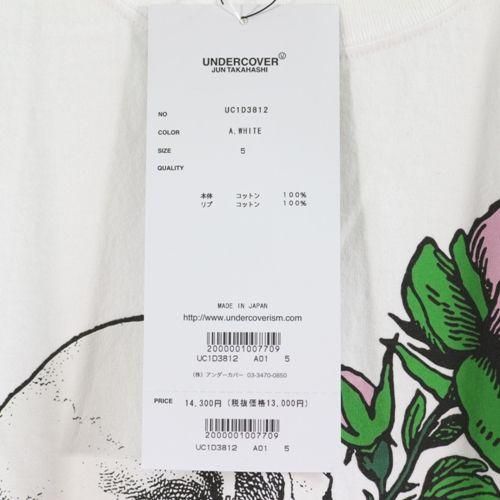 UNDERCOVER Ⓤ
JUN TAKAHASHI
NO UC1D3812
COLOR A.WHITE
SIZE 5
QUALITY
本体 コットン 100%
リブ コットン 100%
MADE IN JAPAN
http://www.undercoverism.com
2000001007709
UC1D3812 A01 5
(株) アンダーカバー 03-3470-0850
PRICE 14,300円 (税抜価格13,000円)
2000001007709
UC1D3812 A01 5